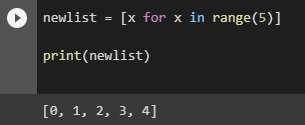 newlist = [x for x in range(5)]
print(newlist)
[0, 1, 2, 3, 4]